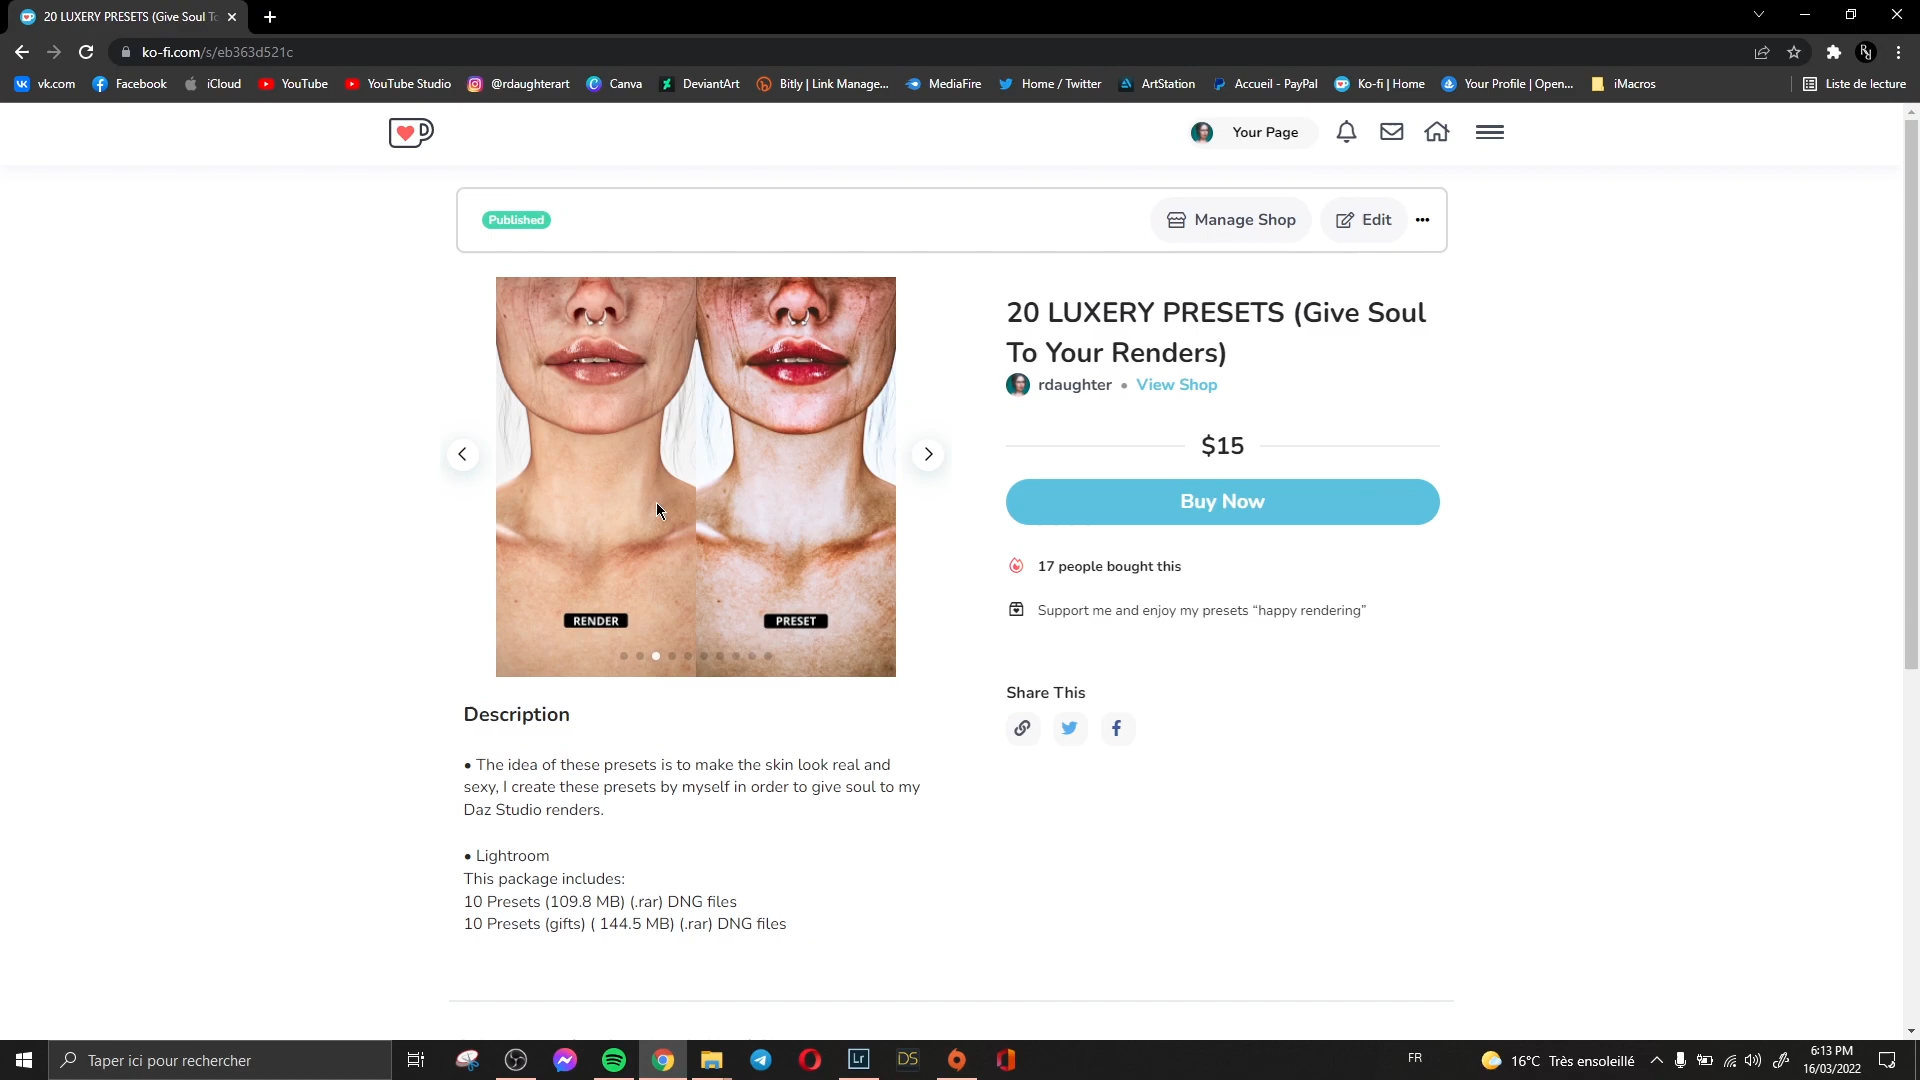 20 LUXERY PRESETS (Give Soul To
ko-fi.com/s/eb363d521c
vk.com Facebook iCloud YouTube YouTube Studio @rdaughterart Canva DeviantArt Bitly | Link Manage... MediaFire Home / Twitter ArtStation Accueil - PayPal Ko-fi | Home Your Profile | Open... iMacros Liste de lecture
Your Page
Published
Manage Shop
Edit
20 LUXERY PRESETS (Give Soul
To Your Renders)
rdaughter • View Shop
$15
Buy Now
17 people bought this
Support me and enjoy my presets “happy rendering”
Share This
RENDER
PRESET
Description
• The idea of these presets is to make the skin look real and
sexy, I create these presets by myself in order to give soul to my
Daz Studio renders.
• Lightroom
This package includes:
10 Presets (109.8 MB) (.rar) DNG files
10 Presets (gifts) ( 144.5 MB) (.rar) DNG files
Taper ici pour rechercher
Lr
DS
FR
16°C Très ensoleillé
6:13 PM
16/03/2022